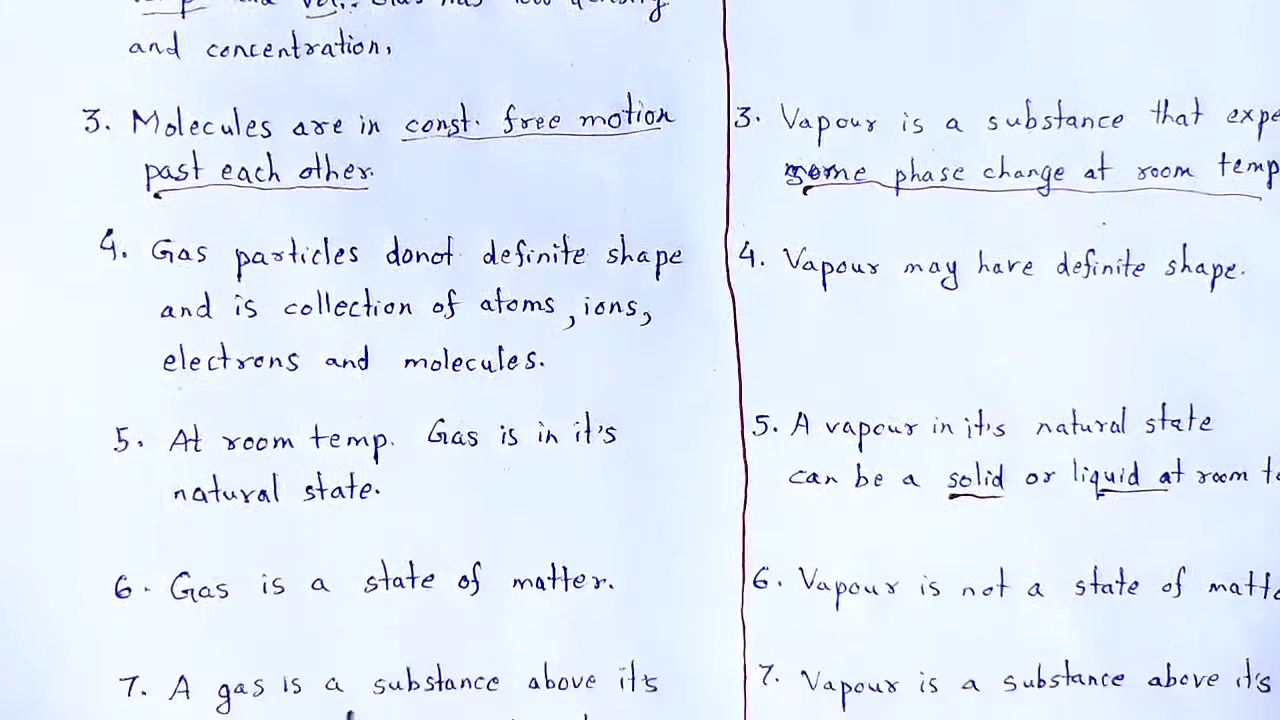 and concentration,
3. Molecules are in const. free motion
past each other.
4. Gas particles donot definite shape
and is collection of atoms, ions,
electrons and molecules.
5. At room temp. Gas is in it's
natural state.
6. Gas is a state of matter.
7. A gas is a substance above it's
3. Vapour is a substance that expe
some phase change at room temp
4. Vapour may have definite shape.
5. A vapour in it's natural state
can be a solid or liquid at room te
6. Vapour is not a state of matte
7. Vapour is a substance above it's